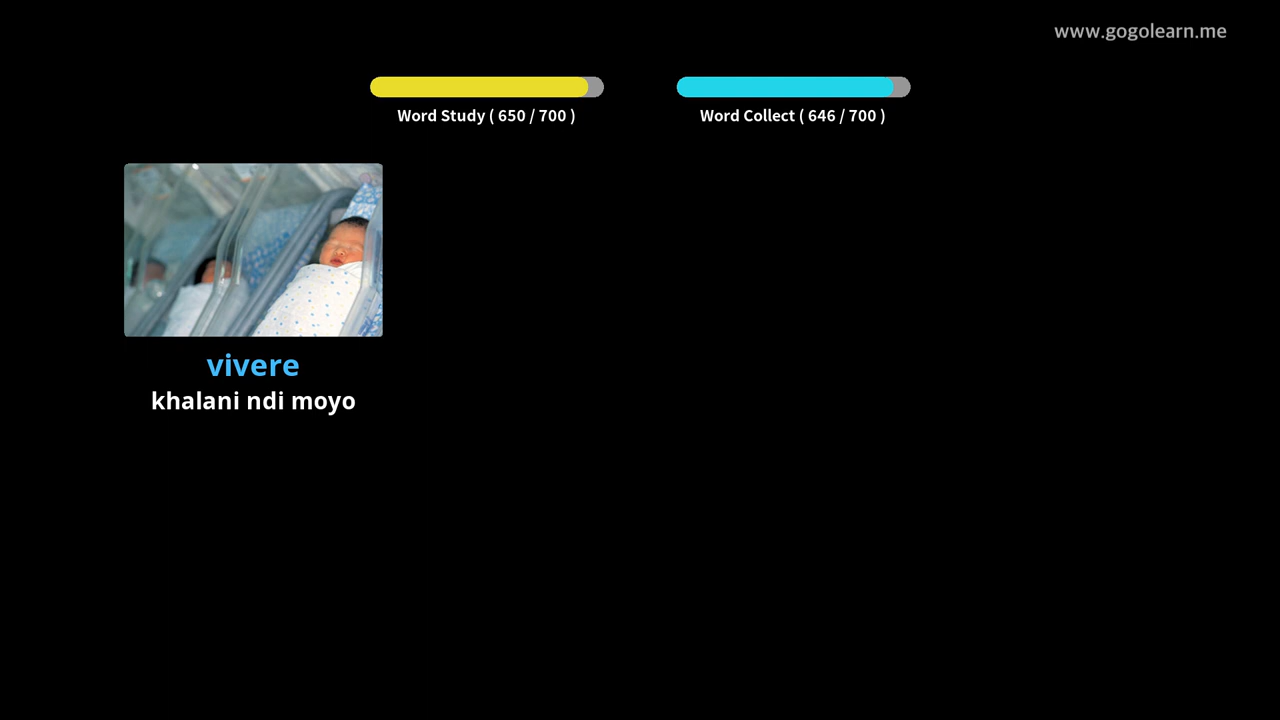 www.gogolearn.me
Word Study ( 650 / 700 )
Word Collect ( 646 / 700 )
vivere
khalani ndi moyo